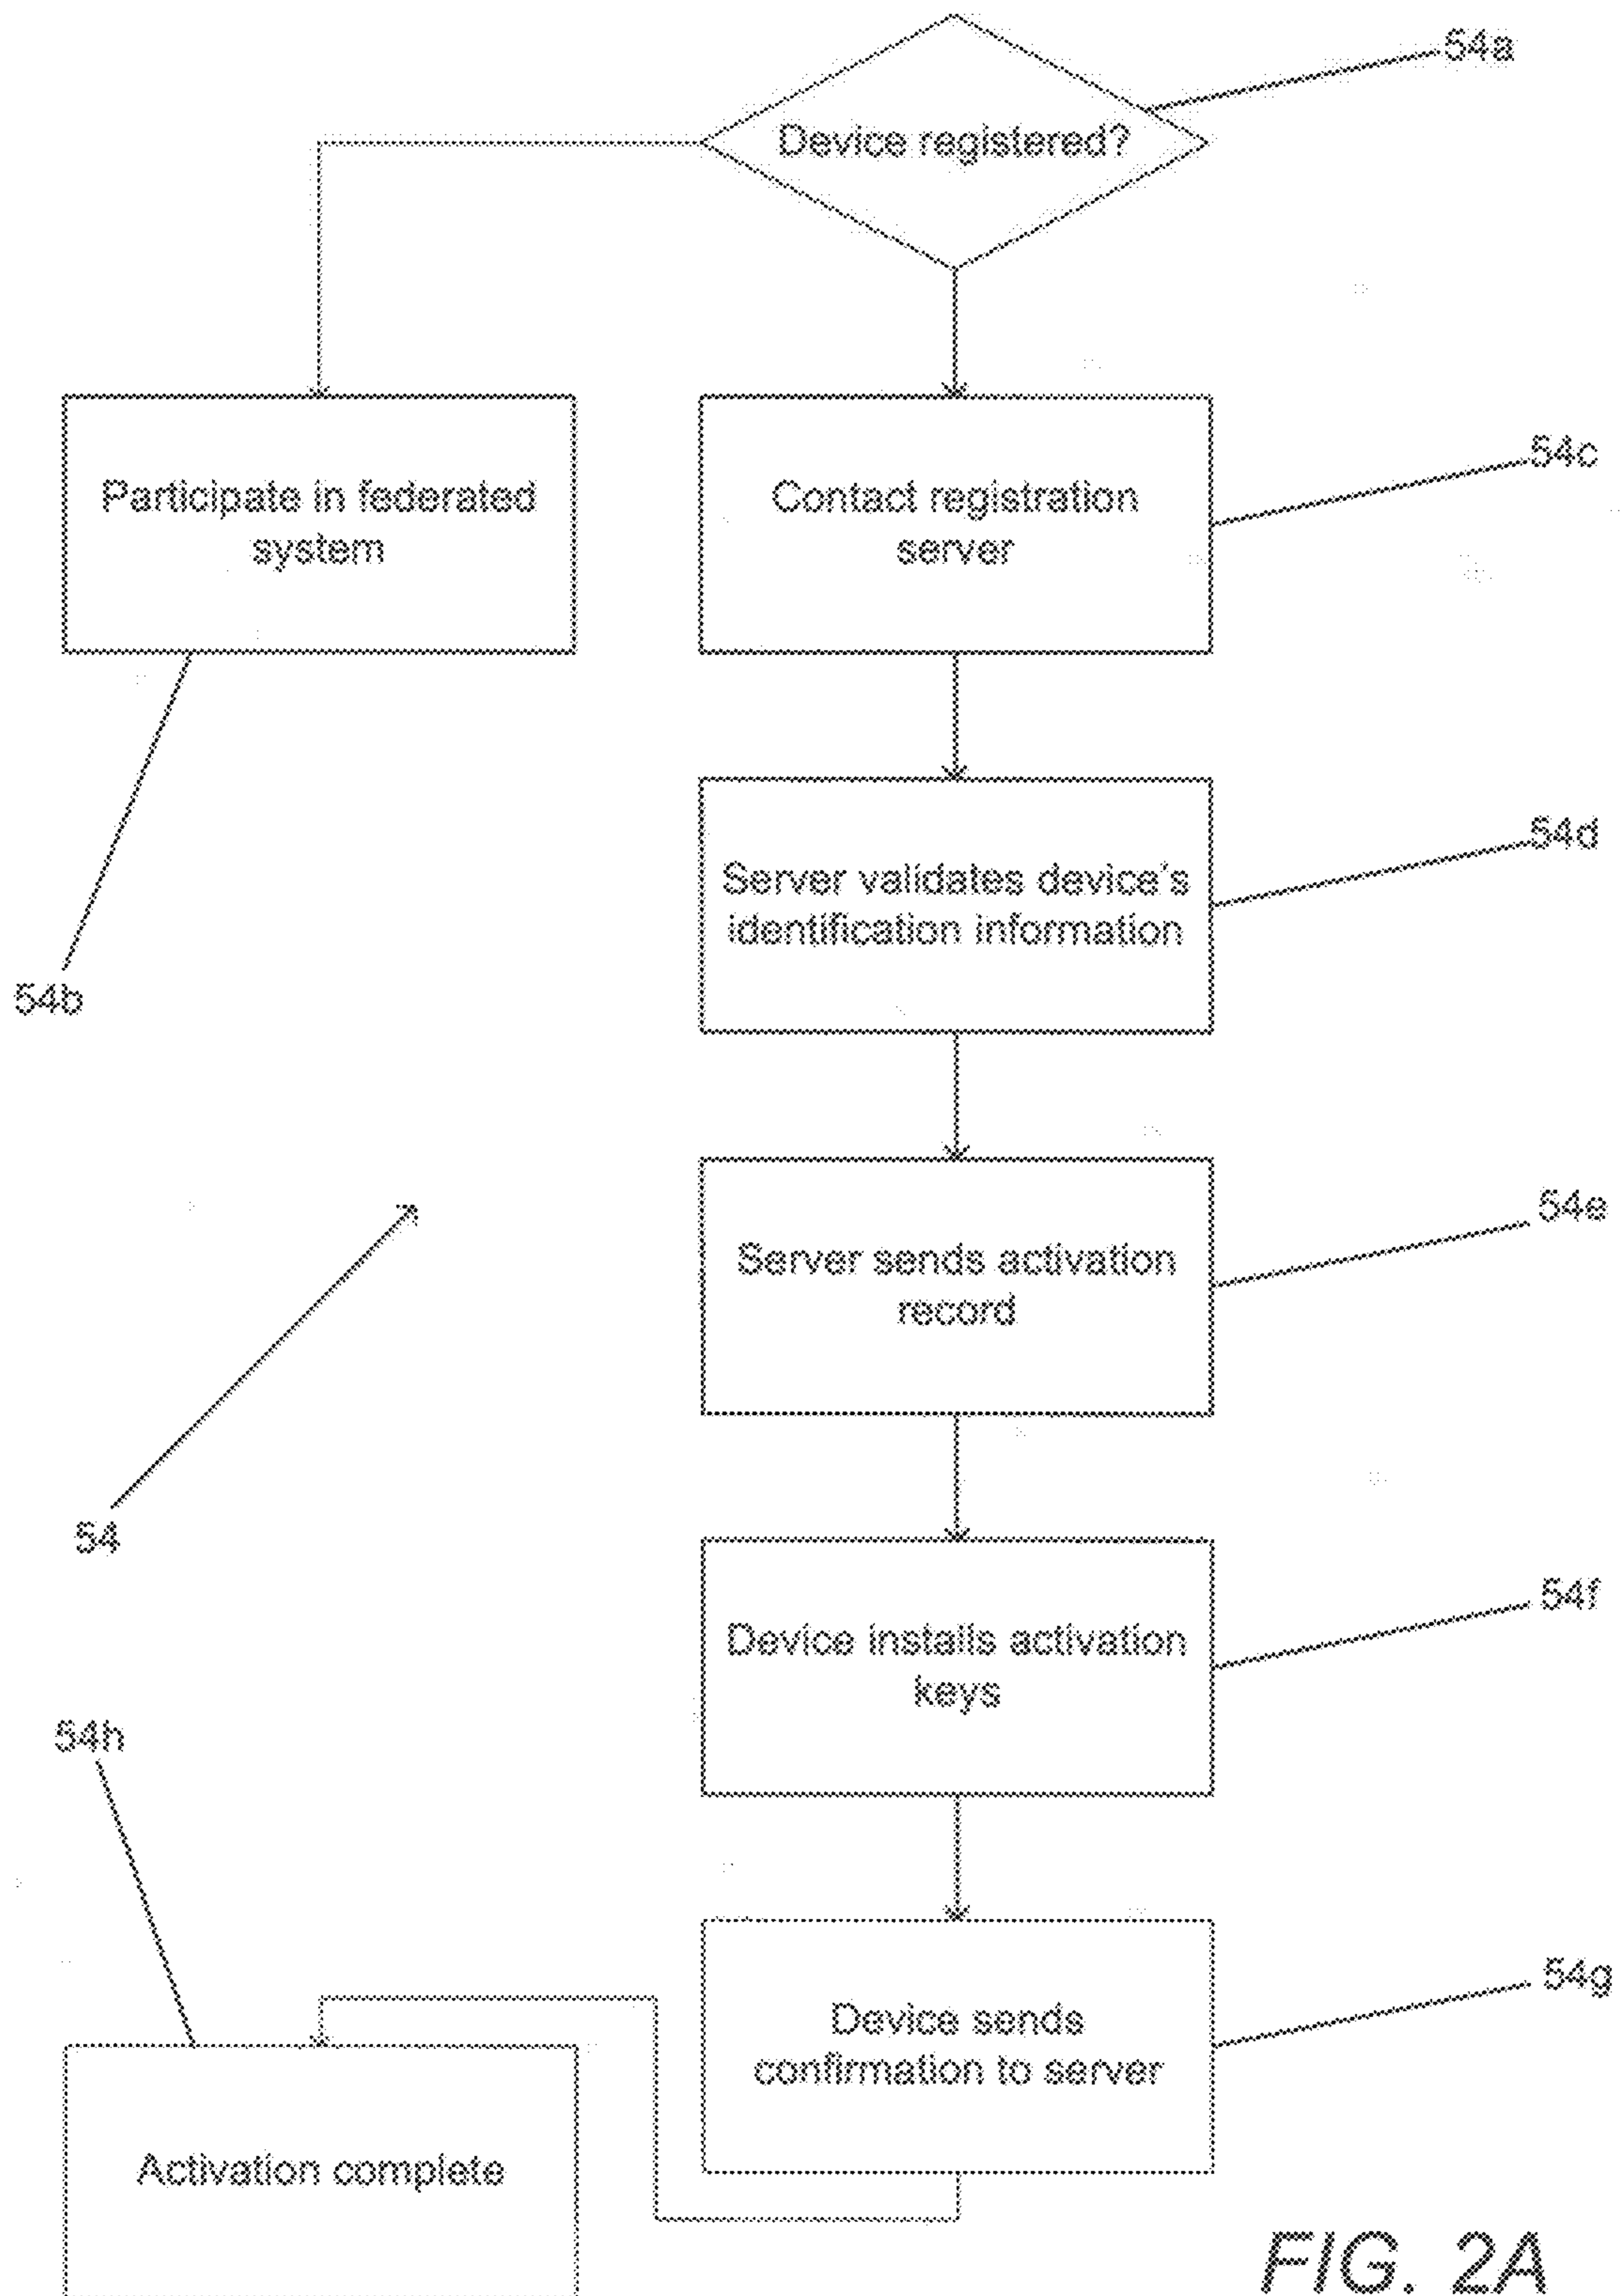 54a
Device registered?
Participate in federated
system
54b
Contact registration
server
54c
Server validates device's
identification information
54d
Server sends activation
record
54e
54
Device installs activation
keys
54f
54h
Device sends
confirmation to server
54g
Activation complete
FIG. 2A